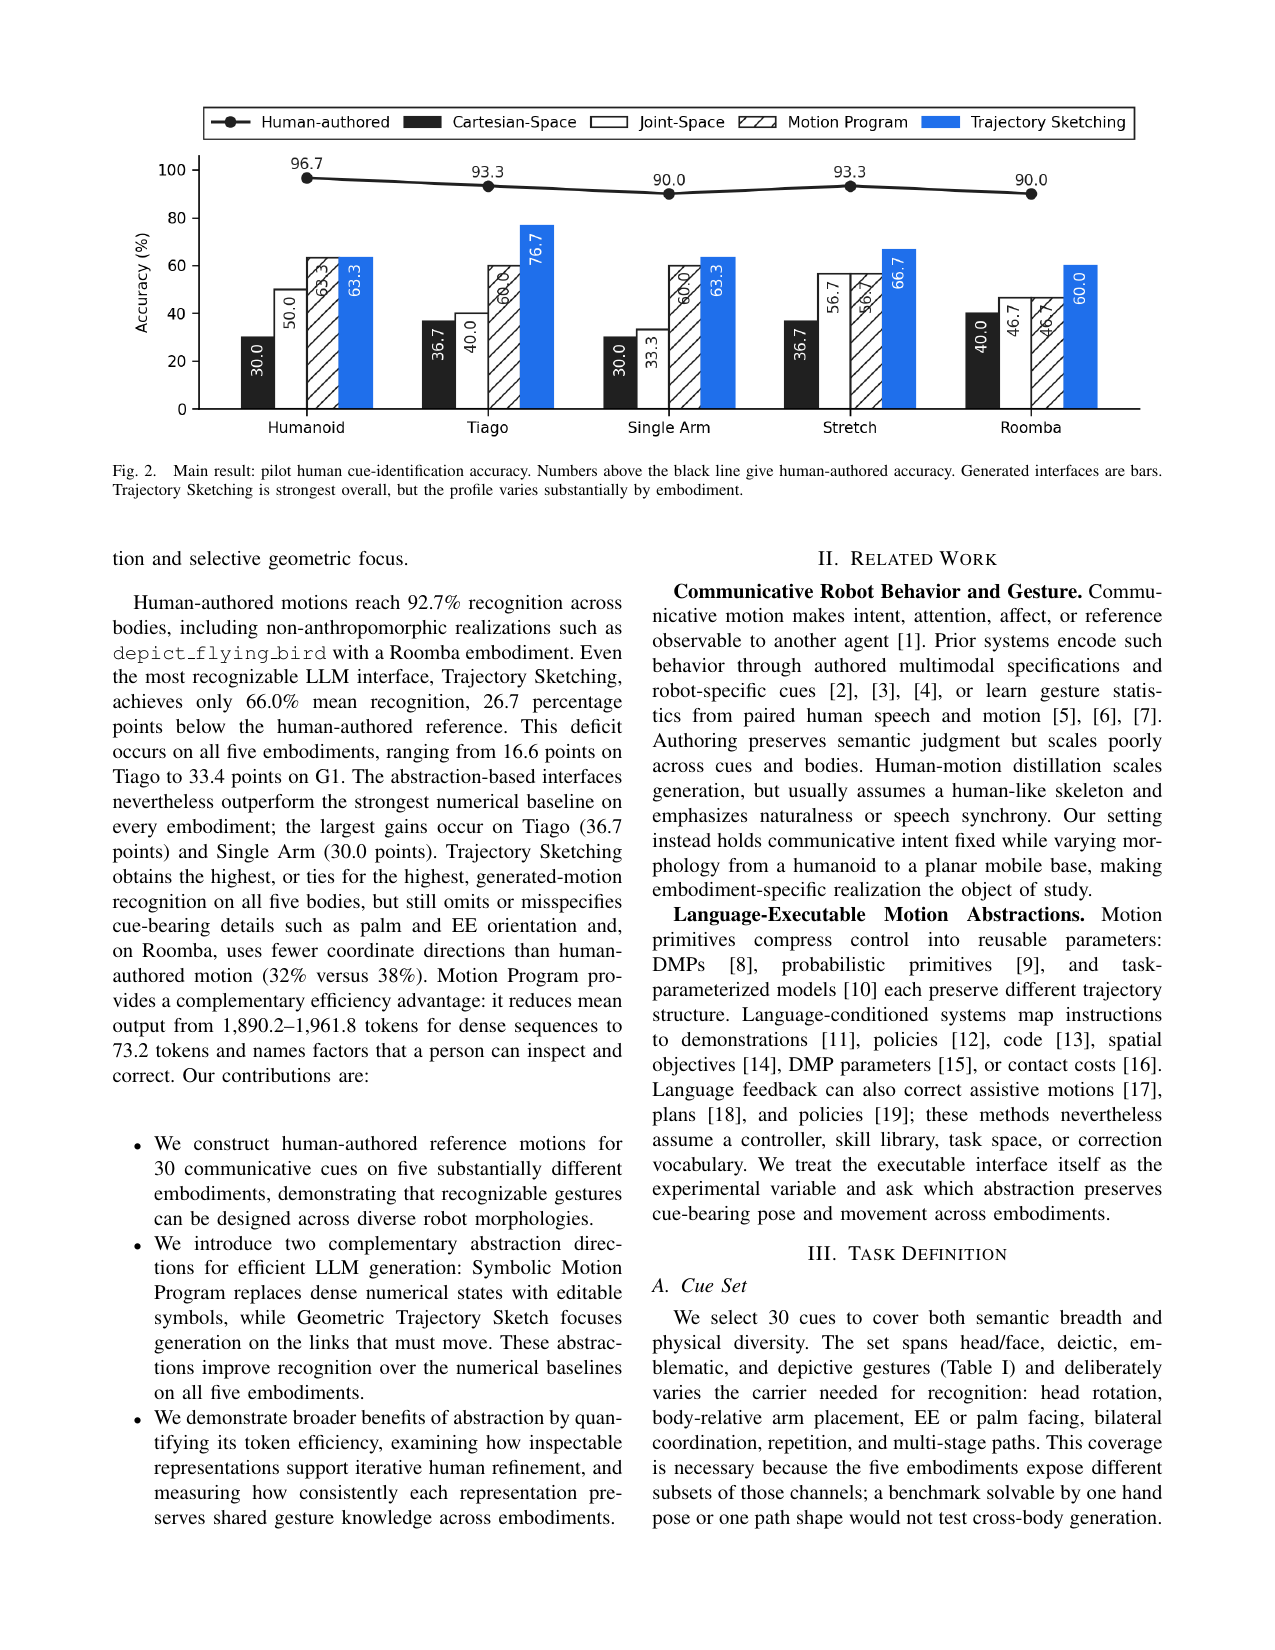 Human-authored Cartesian-Space Joint-Space Motion Program Trajectory Sketching
Accuracy (%)
100
80
60
40
20
0
96.7 93.3 90.0 93.3 90.0
30.0 50.0 63.3 63.3
36.7 40.0 60.0 76.7
30.0 33.3 60.0 63.3
36.7 56.7 56.7 66.7
40.0 46.7 46.7 60.0
Humanoid Tiago Single Arm Stretch Roomba
Fig. 2. Main result: pilot human cue-identification accuracy. Numbers above the black line give human-authored accuracy. Generated interfaces are bars.
Trajectory Sketching is strongest overall, but the profile varies substantially by embodiment.
tion and selective geometric focus.
Human-authored motions reach 92.7% recognition across
bodies, including non-anthropomorphic realizations such as
depict_flying_bird with a Roomba embodiment. Even
the most recognizable LLM interface, Trajectory Sketching,
achieves only 66.0% mean recognition, 26.7 percentage
points below the human-authored reference. This deficit
occurs on all five embodiments, ranging from 16.6 points on
Tiago to 33.4 points on G1. The abstraction-based interfaces
nevertheless outperform the strongest numerical baseline on
every embodiment; the largest gains occur on Tiago (36.7
points) and Single Arm (30.0 points). Trajectory Sketching
obtains the highest, or ties for the highest, generated-motion
recognition on all five bodies, but still omits or misspecifies
cue-bearing details such as palm and EE orientation and,
on Roomba, uses fewer coordinate directions than human-
authored motion (32% versus 38%). Motion Program pro-
vides a complementary efficiency advantage: it reduces mean
output from 1,890.2–1,961.8 tokens for dense sequences to
73.2 tokens and names factors that a person can inspect and
correct. Our contributions are:
• We construct human-authored reference motions for
30 communicative cues on five substantially different
embodiments, demonstrating that recognizable gestures
can be designed across diverse robot morphologies.
• We introduce two complementary abstraction direc-
tions for efficient LLM generation: Symbolic Motion
Program replaces dense numerical states with editable
symbols, while Geometric Trajectory Sketch focuses
generation on the links that must move. These abstrac-
tions improve recognition over the numerical baselines
on all five embodiments.
• We demonstrate broader benefits of abstraction by quan-
tifying its token efficiency, examining how inspectable
representations support iterative human refinement, and
measuring how consistently each representation pre-
serves shared gesture knowledge across embodiments.
II. RELATED WORK
Communicative Robot Behavior and Gesture. Commu-
nicative motion makes intent, attention, affect, or reference
observable to another agent [1]. Prior systems encode such
behavior through authored multimodal specifications and
robot-specific cues [2], [3], [4], or learn gesture statis-
tics from paired human speech and motion [5], [6], [7].
Authoring preserves semantic judgment but scales poorly
across cues and bodies. Human-motion distillation scales
generation, but usually assumes a human-like skeleton and
emphasizes naturalness or speech synchrony. Our setting
instead holds communicative intent fixed while varying mor-
phology from a humanoid to a planar mobile base, making
embodiment-specific realization the object of study.
Language-Executable Motion Abstractions. Motion
primitives compress control into reusable parameters:
DMPs [8], probabilistic primitives [9], and task-
parameterized models [10] each preserve different trajectory
structure. Language-conditioned systems map instructions
to demonstrations [11], policies [12], code [13], spatial
objectives [14], DMP parameters [15], or contact costs [16].
Language feedback can also correct assistive motions [17],
plans [18], and policies [19]; these methods nevertheless
assume a controller, skill library, task space, or correction
vocabulary. We treat the executable interface itself as the
experimental variable and ask which abstraction preserves
cue-bearing pose and movement across embodiments.
III. TASK DEFINITION
A. Cue Set
We select 30 cues to cover both semantic breadth and
physical diversity. The set spans head/face, deictic, em-
blematic, and depictive gestures (Table I) and deliberately
varies the carrier needed for recognition: head rotation,
body-relative arm placement, EE or palm facing, bilateral
coordination, repetition, and multi-stage paths. This coverage
is necessary because the five embodiments expose different
subsets of those channels; a benchmark solvable by one hand
pose or one path shape would not test cross-body generation.